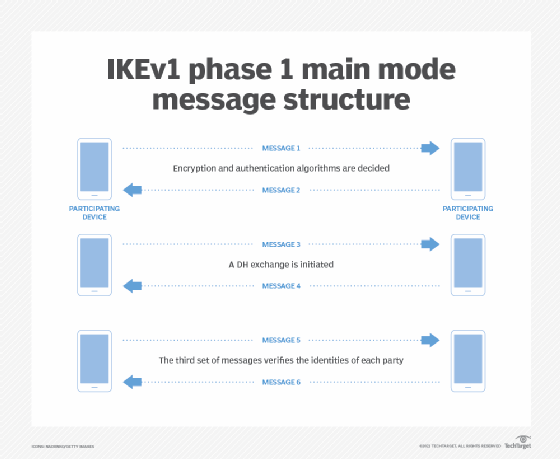 IKEv1 phase 1 main mode
message structure
MESSAGE 1
Encryption and authentication algorithms are decided
MESSAGE 2
PARTICIPATING
DEVICE
PARTICIPATING
DEVICE
MESSAGE 3
A DH exchange is initiated
MESSAGE 4
MESSAGE 5
The third set of messages verifies the identities of each party
MESSAGE 6
©2022 TECHTARGET. ALL RIGHTS RESERVED
TechTarget